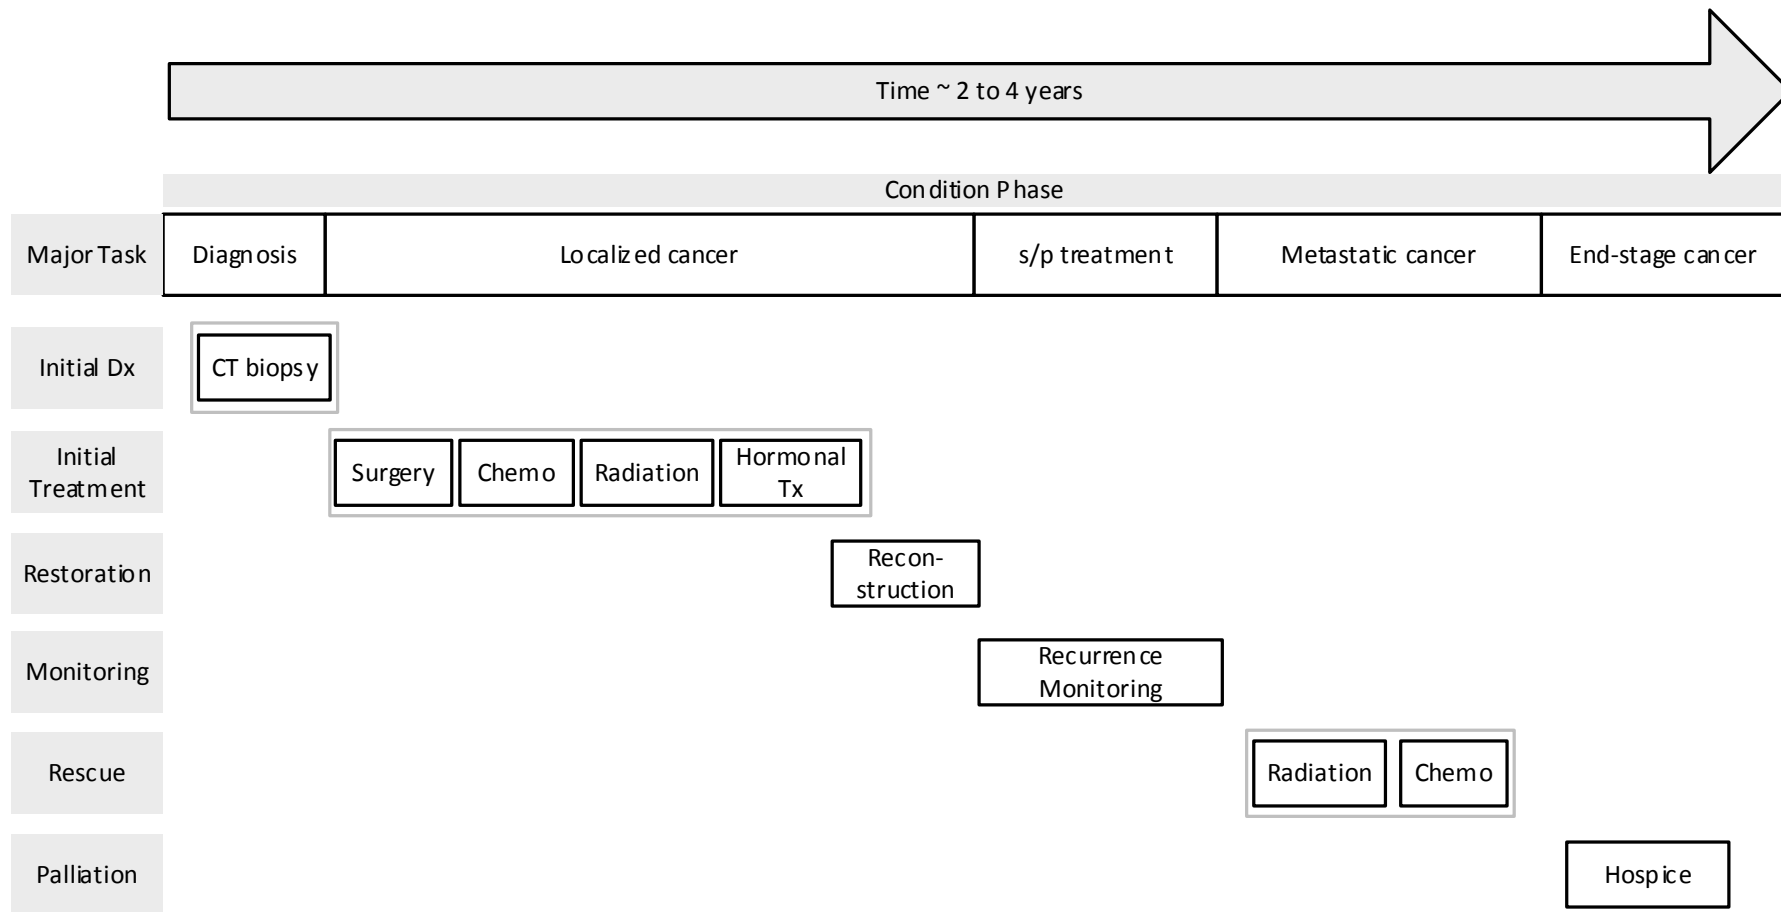 Time ~ 2 to 4 years
Condition Phase
Major Task
Diagnosis
Localized cancer
s/p treatment
Metastatic cancer
End-stage cancer
Initial Dx
CT biopsy
Initial
Treatment
Surgery
Chemo
Radiation
Hormonal
Tx
Restoration
Recon-
struction
Monitoring
Recurrence
Monitoring
Rescue
Radiation
Chemo
Palliation
Hospice